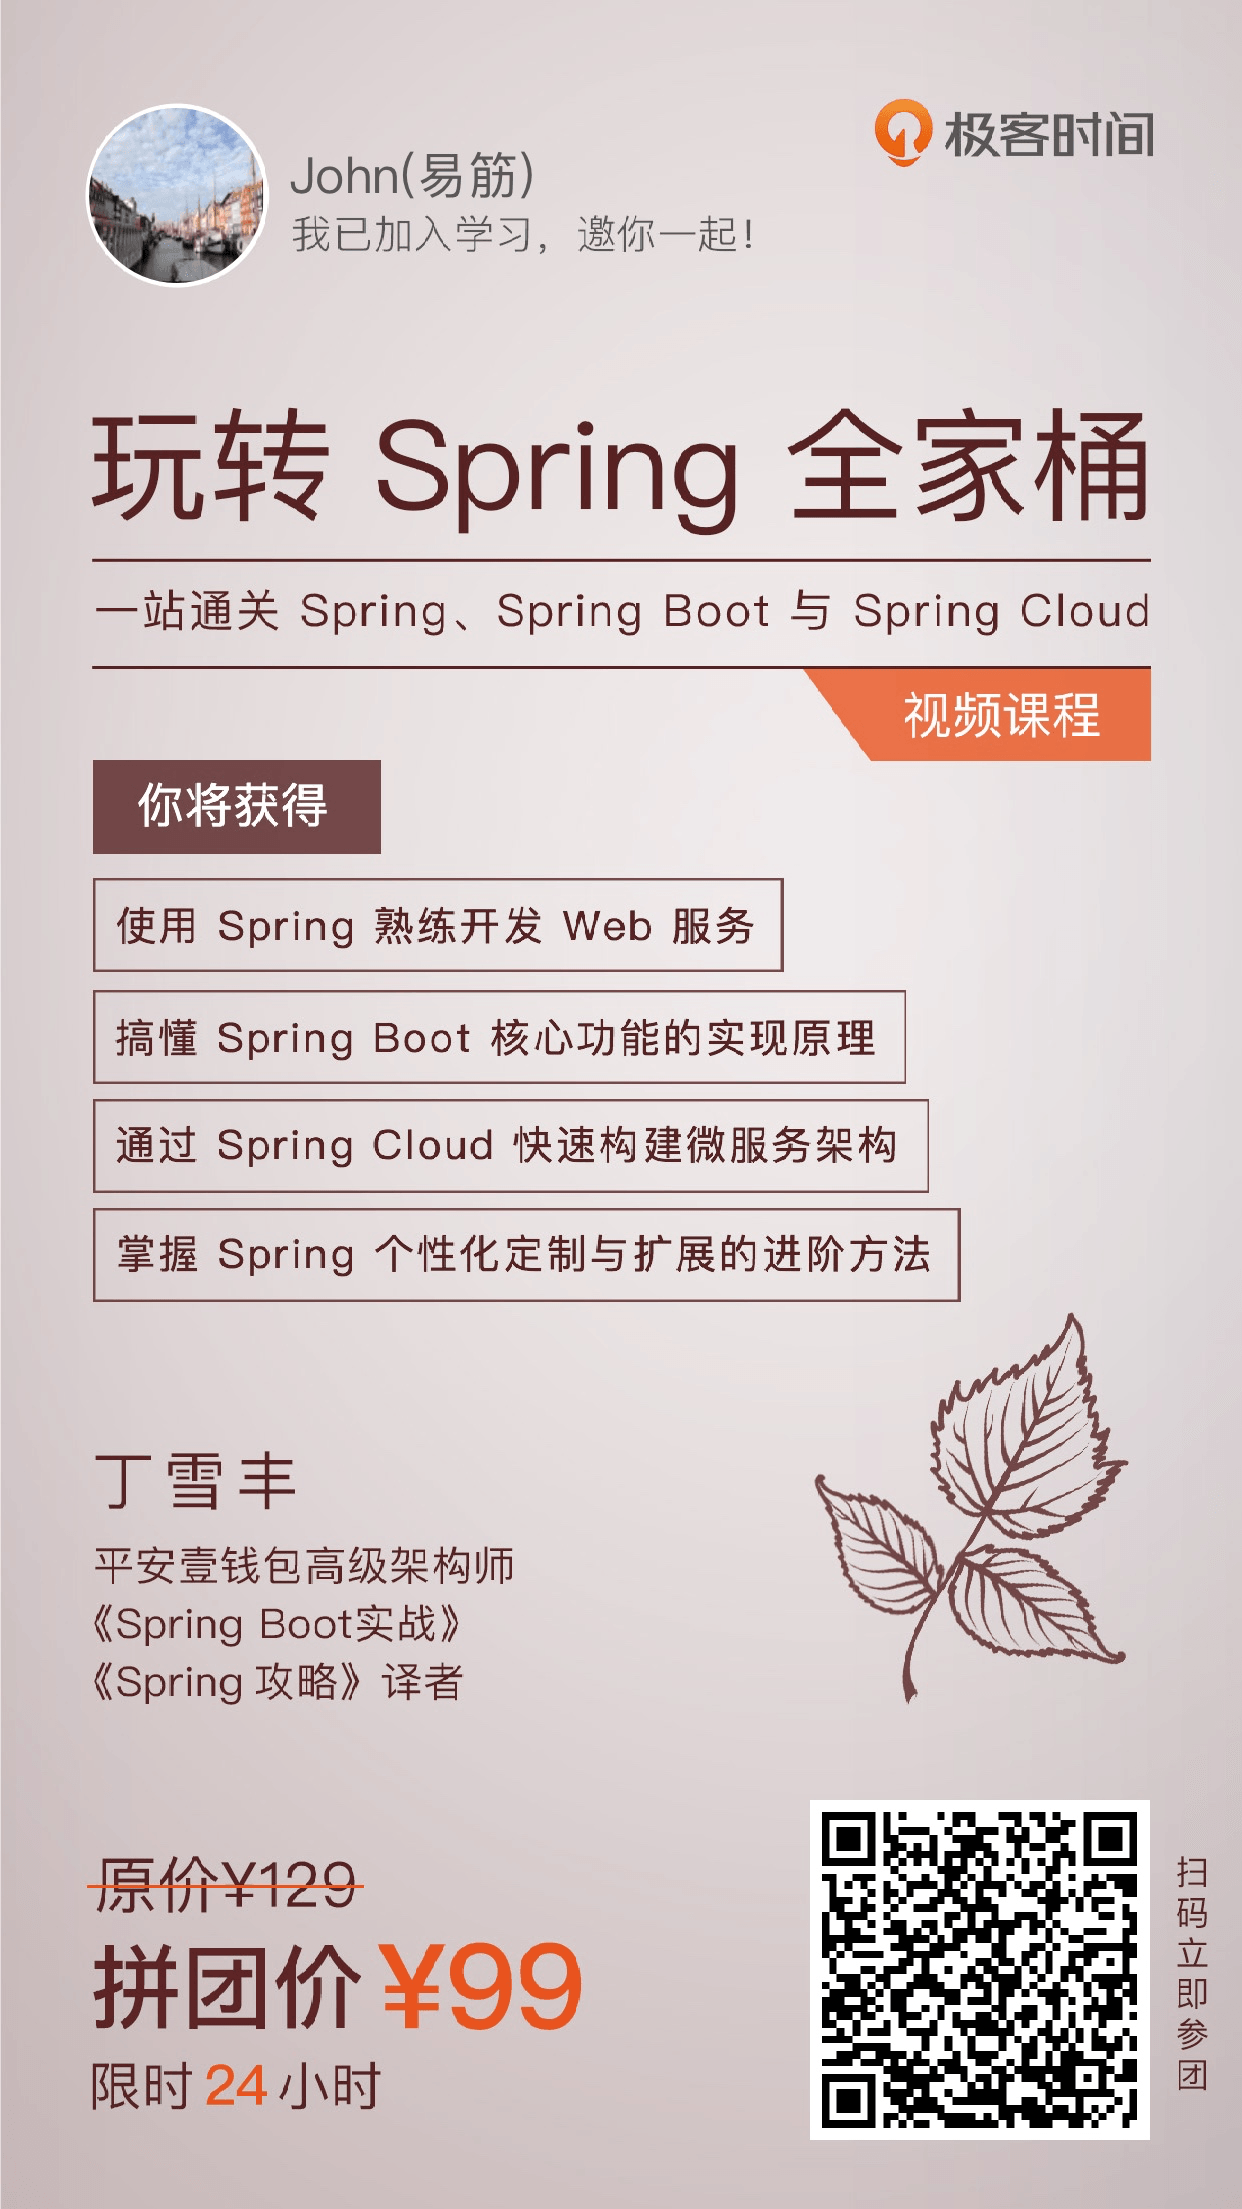 极客时间
John(易筋)
我已加入学习，邀你一起！
玩转 Spring 全家桶
一站通关 Spring、Spring Boot 与 Spring Cloud
视频课程
你将获得
使用 Spring 熟练开发 Web 服务
搞懂 Spring Boot 核心功能的实现原理
通过 Spring Cloud 快速构建微服务架构
掌握 Spring 个性化定制与扩展的进阶方法
丁雪丰
平安壹钱包高级架构师
《Spring Boot实战》
《Spring 攻略》译者
原价¥129
拼团价¥99
限时 24 小时
扫码立即参团